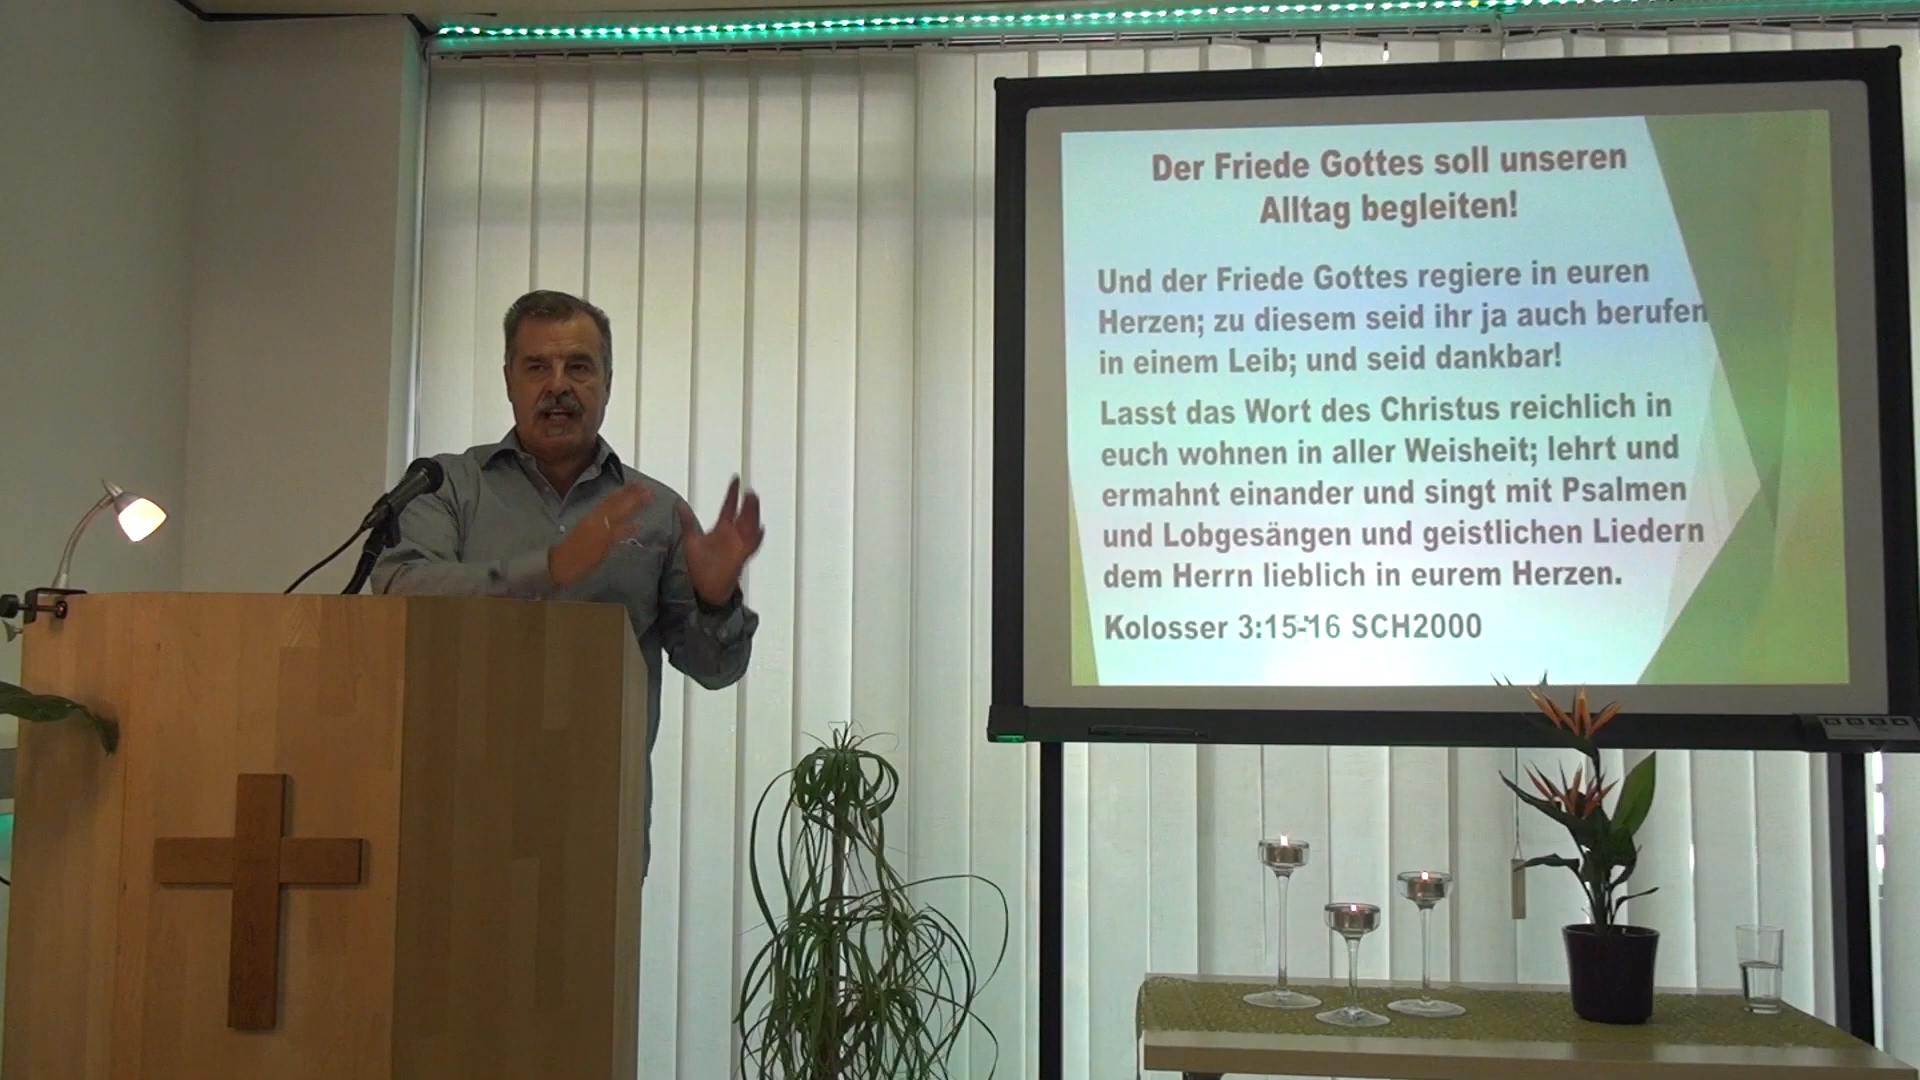 Der Friede Gottes soll unseren
Alltag begleiten!
Und der Friede Gottes regiere in euren
Herzen; zu diesem seid ihr ja auch berufen
in einem Leib; und seid dankbar!
Lasst das Wort des Christus reichlich in
euch wohnen in aller Weisheit; lehrt und
ermahnt einander und singt mit Psalmen
und Lobgesängen und geistlichen Liedern
dem Herrn lieblich in eurem Herzen.
Kolosser 3:15-16 SCH2000